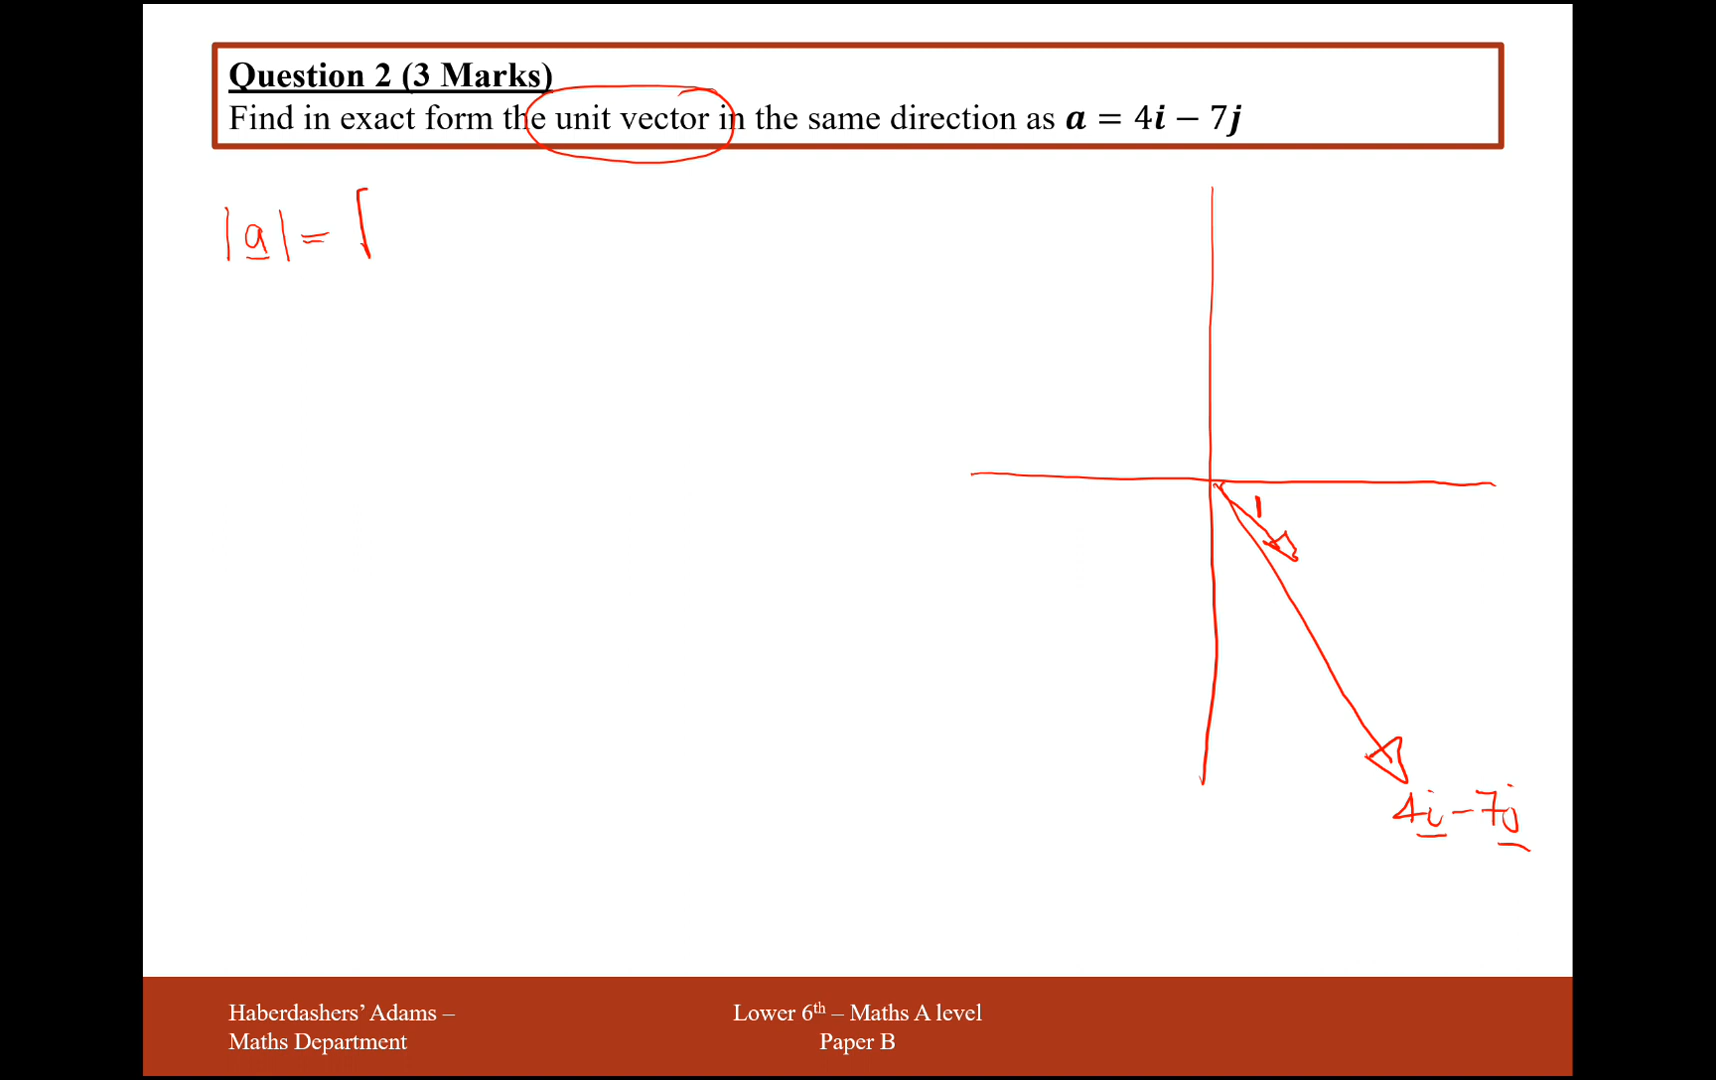 Question 2 (3 Marks)
Find in exact form the unit vector in the same direction as a = 4i − 7j
|a| =
1
4i − 7j
Haberdashers’ Adams –
Maths Department
Lower 6th – Maths A level
Paper B